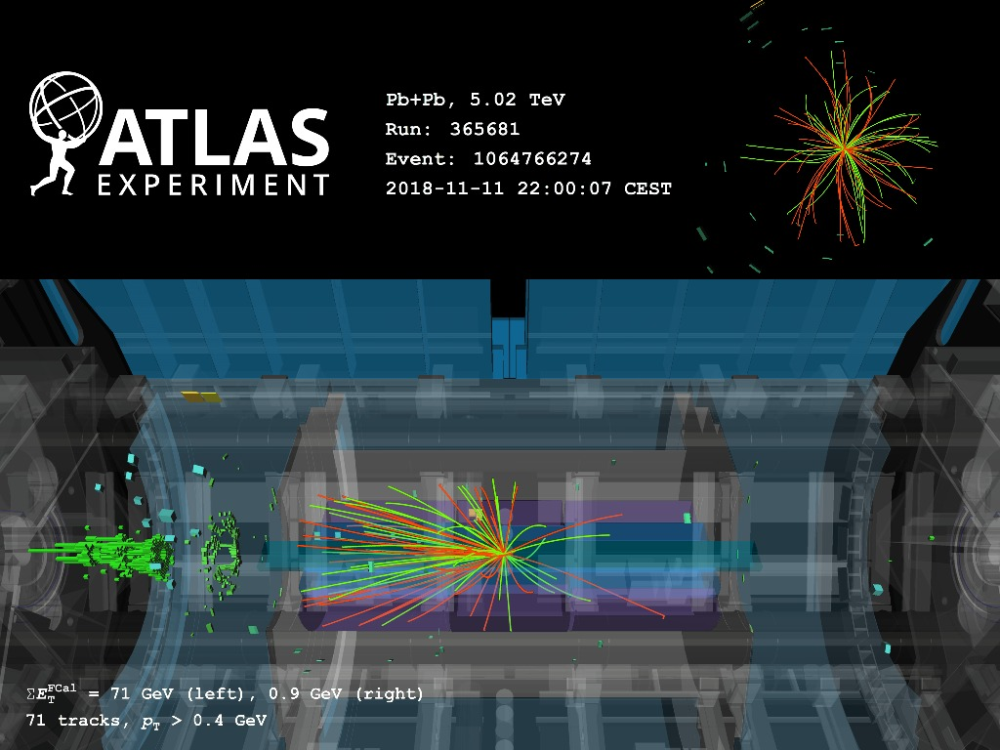 ATLAS
EXPERIMENT
Pb+Pb, 5.02 TeV
Run: 365681
Event: 1064766274
2018-11-11 22:00:07 CEST
ΣE_T^FCal = 71 GeV (left), 0.9 GeV (right)
71 tracks, p_T > 0.4 GeV